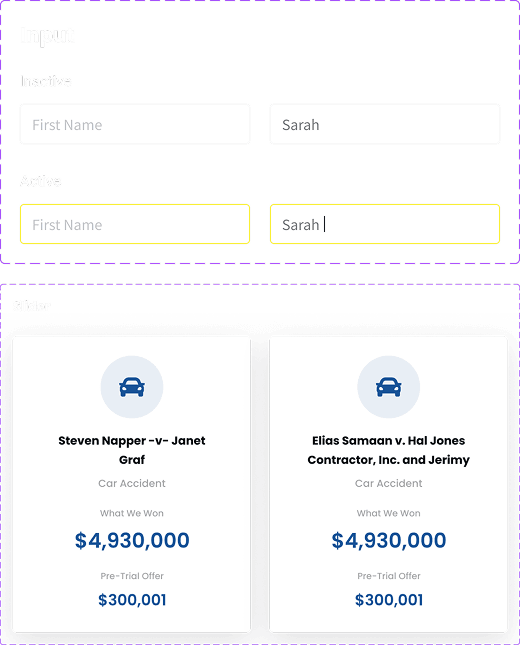 Input
Inactive
First Name
Sarah
Active
First Name
Sarah
Steven Napper -v- Janet
Graf
Car Accident
What We Won
$4,930,000
Pre-Trial Offer
$300,001
Elias Samaan v. Hal Jones
Contractor, Inc. and Jerimy
Car Accident
What We Won
$4,930,000
Pre-Trial Offer
$300,001